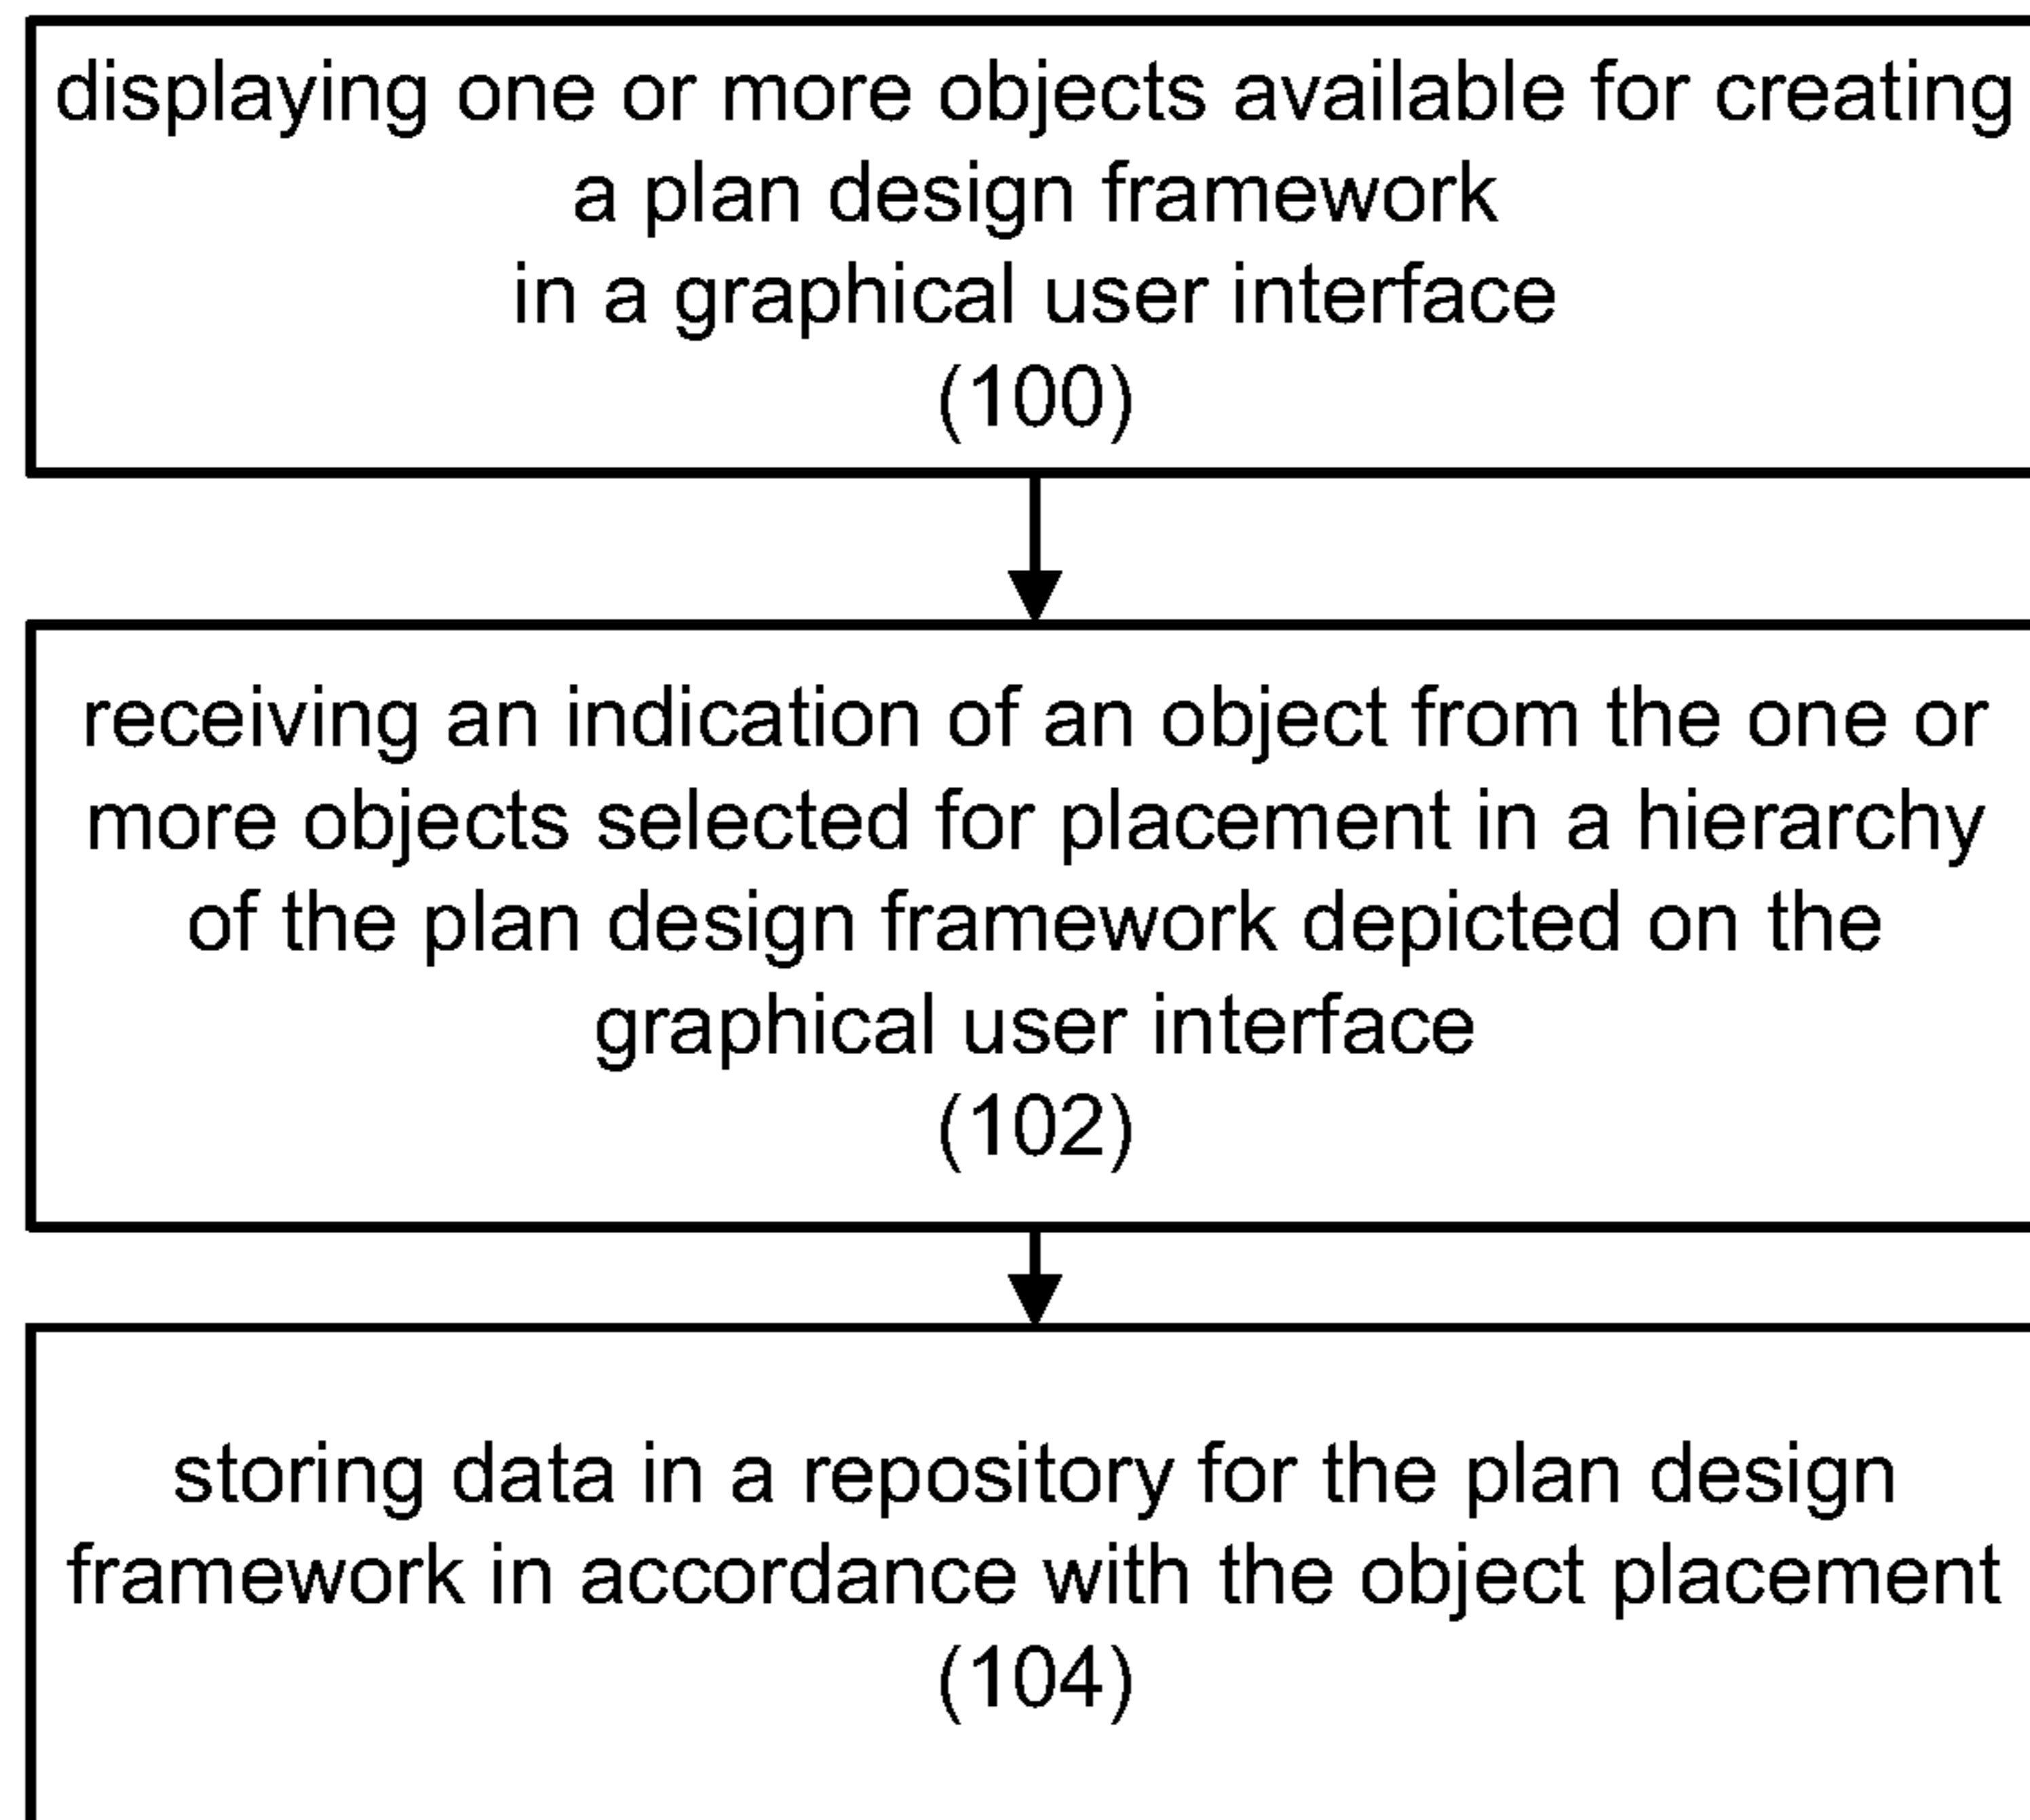 displaying one or more objects available for creating
a plan design framework
in a graphical user interface
(100)
receiving an indication of an object from the one or
more objects selected for placement in a hierarchy
of the plan design framework depicted on the
graphical user interface
(102)
storing data in a repository for the plan design
framework in accordance with the object placement
(104)